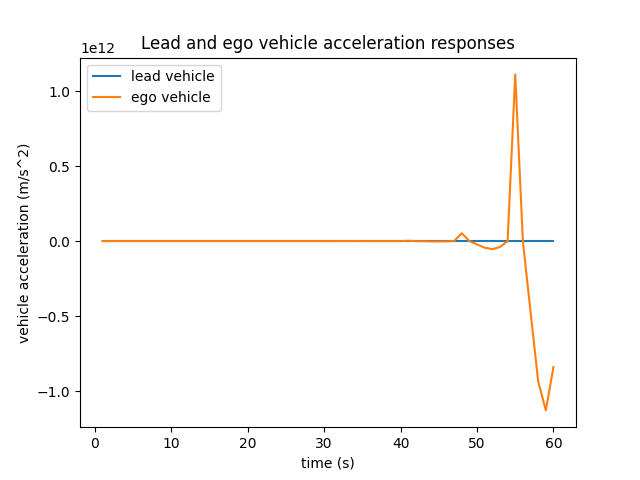 Lead and ego vehicle acceleration responses
1e12
lead vehicle
ego vehicle
vehicle acceleration (m/s^2)
1.0
0.5
0.0
−0.5
−1.0
0 10 20 30 40 50 60
time (s)